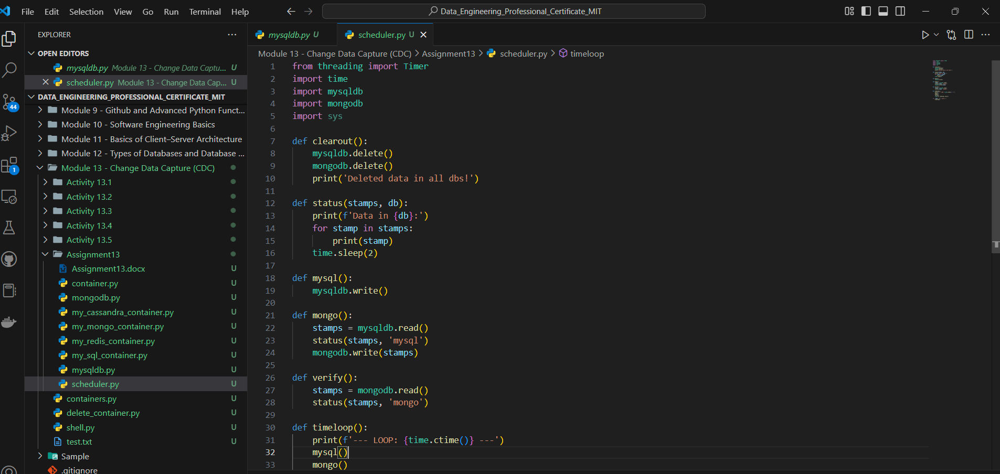 File Edit Selection View Go Run Terminal Help
Data_Engineering_Professional_Certificate_MIT
EXPLORER
OPEN EDITORS
mysqldb.py Module 13 - Change Data Captu... U
scheduler.py Module 13 - Change Data Cap... U
DATA_ENGINEERING_PROFESSIONAL_CERTIFICATE_MIT
Module 9 - Github and Advanced Python Funct...
Module 10 - Software Engineering Basics
Module 11 - Basics of Client–Server Architecture
Module 12 - Types of Databases and Database ...
Module 13 - Change Data Capture (CDC)
Activity 13.1
Activity 13.2
Activity 13.3
Activity 13.4
Activity 13.5
Assignment13
Assignment13.docx U
container.py U
mongodb.py U
my_cassandra_container.py U
my_mongo_container.py U
my_redis_container.py U
my_sql_container.py U
mysqldb.py U
scheduler.py U
containers.py U
delete_container.py U
shell.py U
test.txt U
Sample
.gitignore
44
1
mysqldb.py U scheduler.py U
Module 13 - Change Data Capture (CDC) > Assignment13 > scheduler.py > timeloop
1 from threading import Timer
2 import time
3 import mysqldb
4 import mongodb
5 import sys
6
7 def clearout():
8 mysqldb.delete()
9 mongodb.delete()
10 print('Deleted data in all dbs!')
11
12 def status(stamps, db):
13 print(f'Data in {db}:')
14 for stamp in stamps:
15 print(stamp)
16 time.sleep(2)
17
18 def mysql():
19 mysqldb.write()
20
21 def mongo():
22 stamps = mysqldb.read()
23 status(stamps, 'mysql')
24 mongodb.write(stamps)
25
26 def verify():
27 stamps = mongodb.read()
28 status(stamps, 'mongo')
29
30 def timeloop():
31 print(f'--- LOOP: {time.ctime()} ---')
32 mysql()
33 mongo()